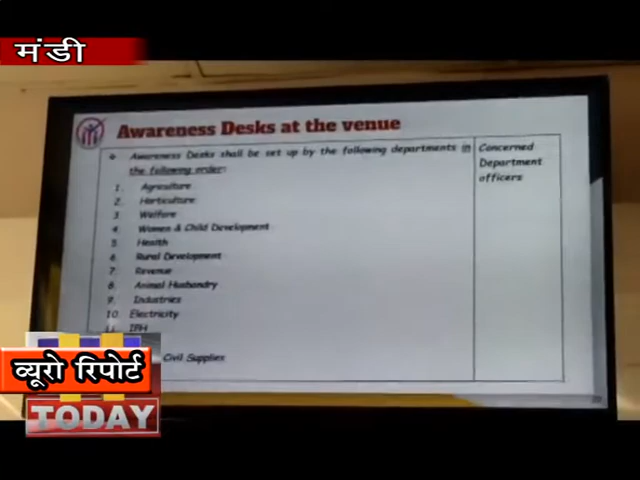 मंडी
Awareness Desks at the venue
Awareness Desks shall be set up by the following departments in
the following order:
1. Agriculture
2. Horticulture
3. Welfare
4. Women & Child Development
5. Health
6. Rural Development
7. Revenue
8. Animal Husbandry
9. Industries
10. Electricity
11. IPH
Civil Supplies
Concerned
Department
officers
ब्यूरो रिपोर्ट
TODAY